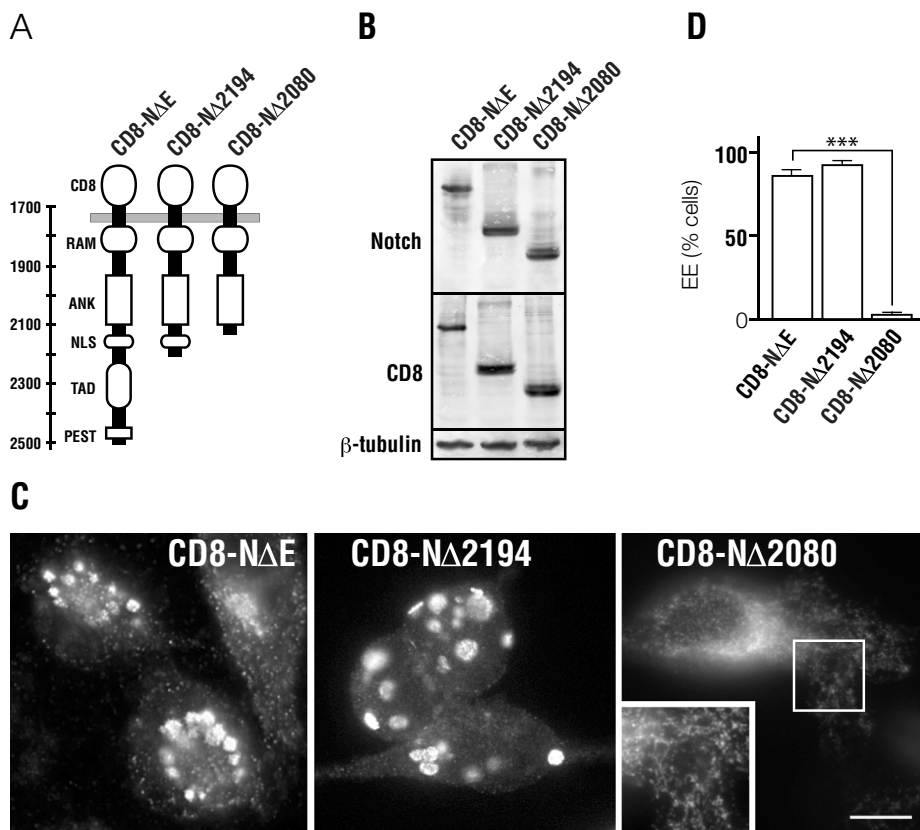 A
CD8-NΔE
CD8-NΔ2194
CD8-NΔ2080
CD8
1700
RAM
1900
ANK
2100
NLS
2300
TAD
PEST
2500
B
CD8-NΔE
CD8-NΔ2194
CD8-NΔ2080
Notch
CD8
β-tubulin
D
***
100
50
0
EE (% cells)
CD8-NΔE
CD8-NΔ2194
CD8-NΔ2080
C
CD8-NΔE
CD8-NΔ2194
CD8-NΔ2080